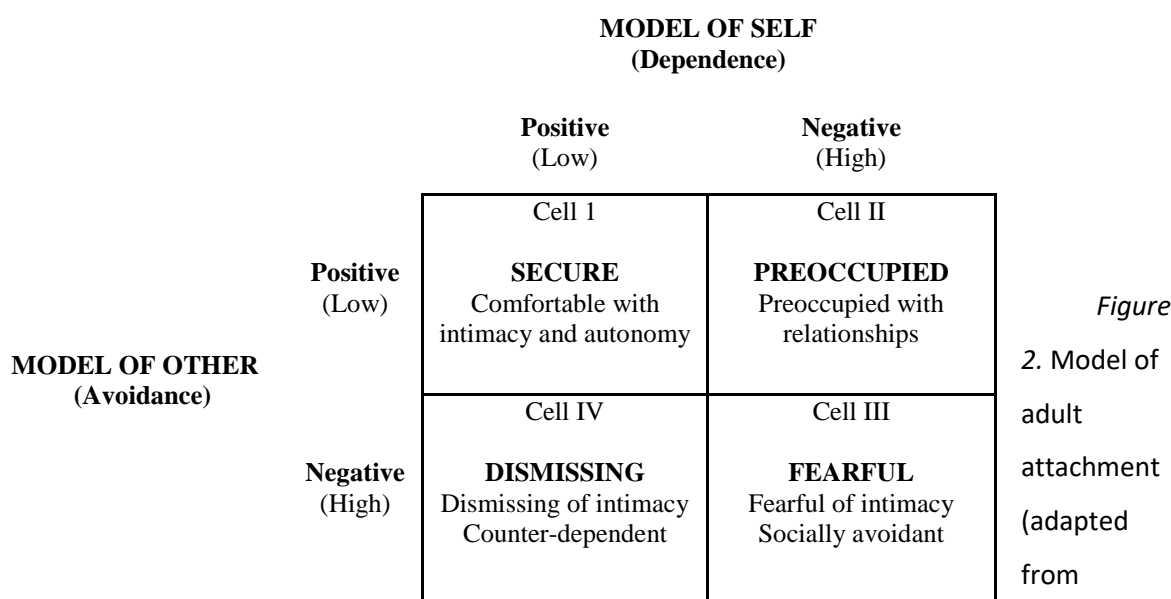 MODEL OF SELF
(Dependence)
Positive
(Low)
Negative
(High)
MODEL OF OTHER
(Avoidance)
Positive
(Low)
Cell 1
SECURE
Comfortable with
intimacy and autonomy
Cell II
PREOCCUPIED
Preoccupied with
relationships
Negative
(High)
Cell IV
DISMISSING
Dismissing of intimacy
Counter-dependent
Cell III
FEARFUL
Fearful of intimacy
Socially avoidant
Figure
2. Model of
adult
attachment
(adapted
from